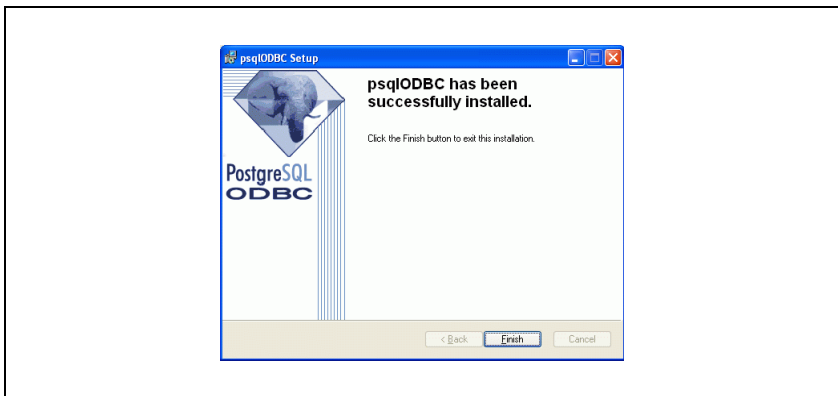 psqlODBC Setup
psqlODBC has been
successfully installed.
Click the Finish button to exit this installation.
PostgreSQL
ODBC
< Back
Finish
Cancel